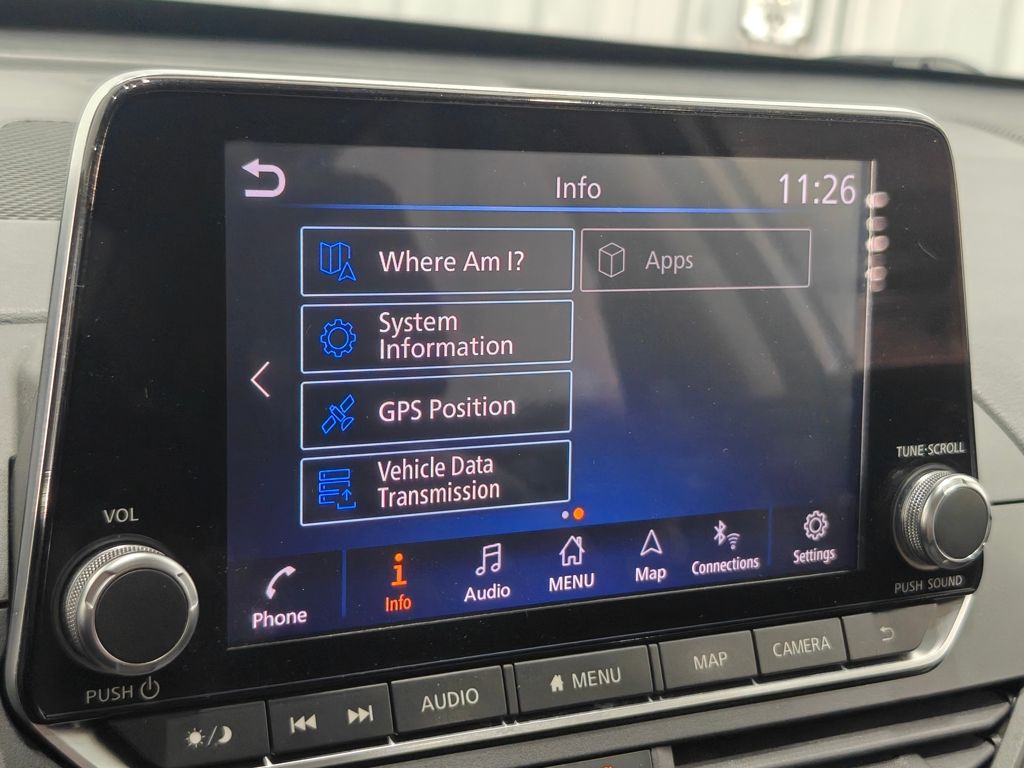 Info
11:26
Where Am I?
Apps
System
Information
GPS Position
Vehicle Data
Transmission
Phone
Info
Audio
MENU
Map
Connections
Settings
VOL
PUSH
TUNE·SCROLL
PUSH SOUND
AUDIO
MENU
MAP
CAMERA